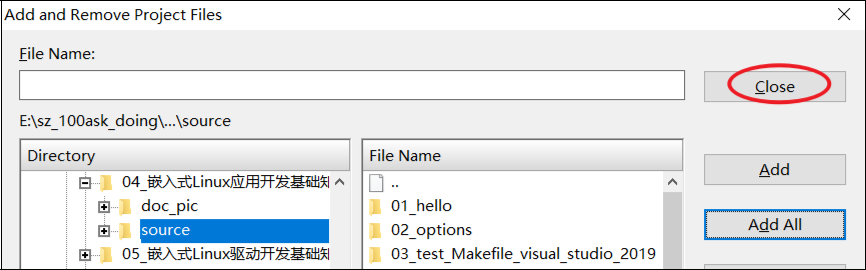 Add and Remove Project Files
File Name:
Close
E:\sz_100ask_doing\...\source
Directory
File Name
04_嵌入式Linux应用开发基础知
..
Add
doc_pic
01_hello
source
02_options
Add All
05_嵌入式Linux驱动开发基础知
03_test_Makefile_visual_studio_2019